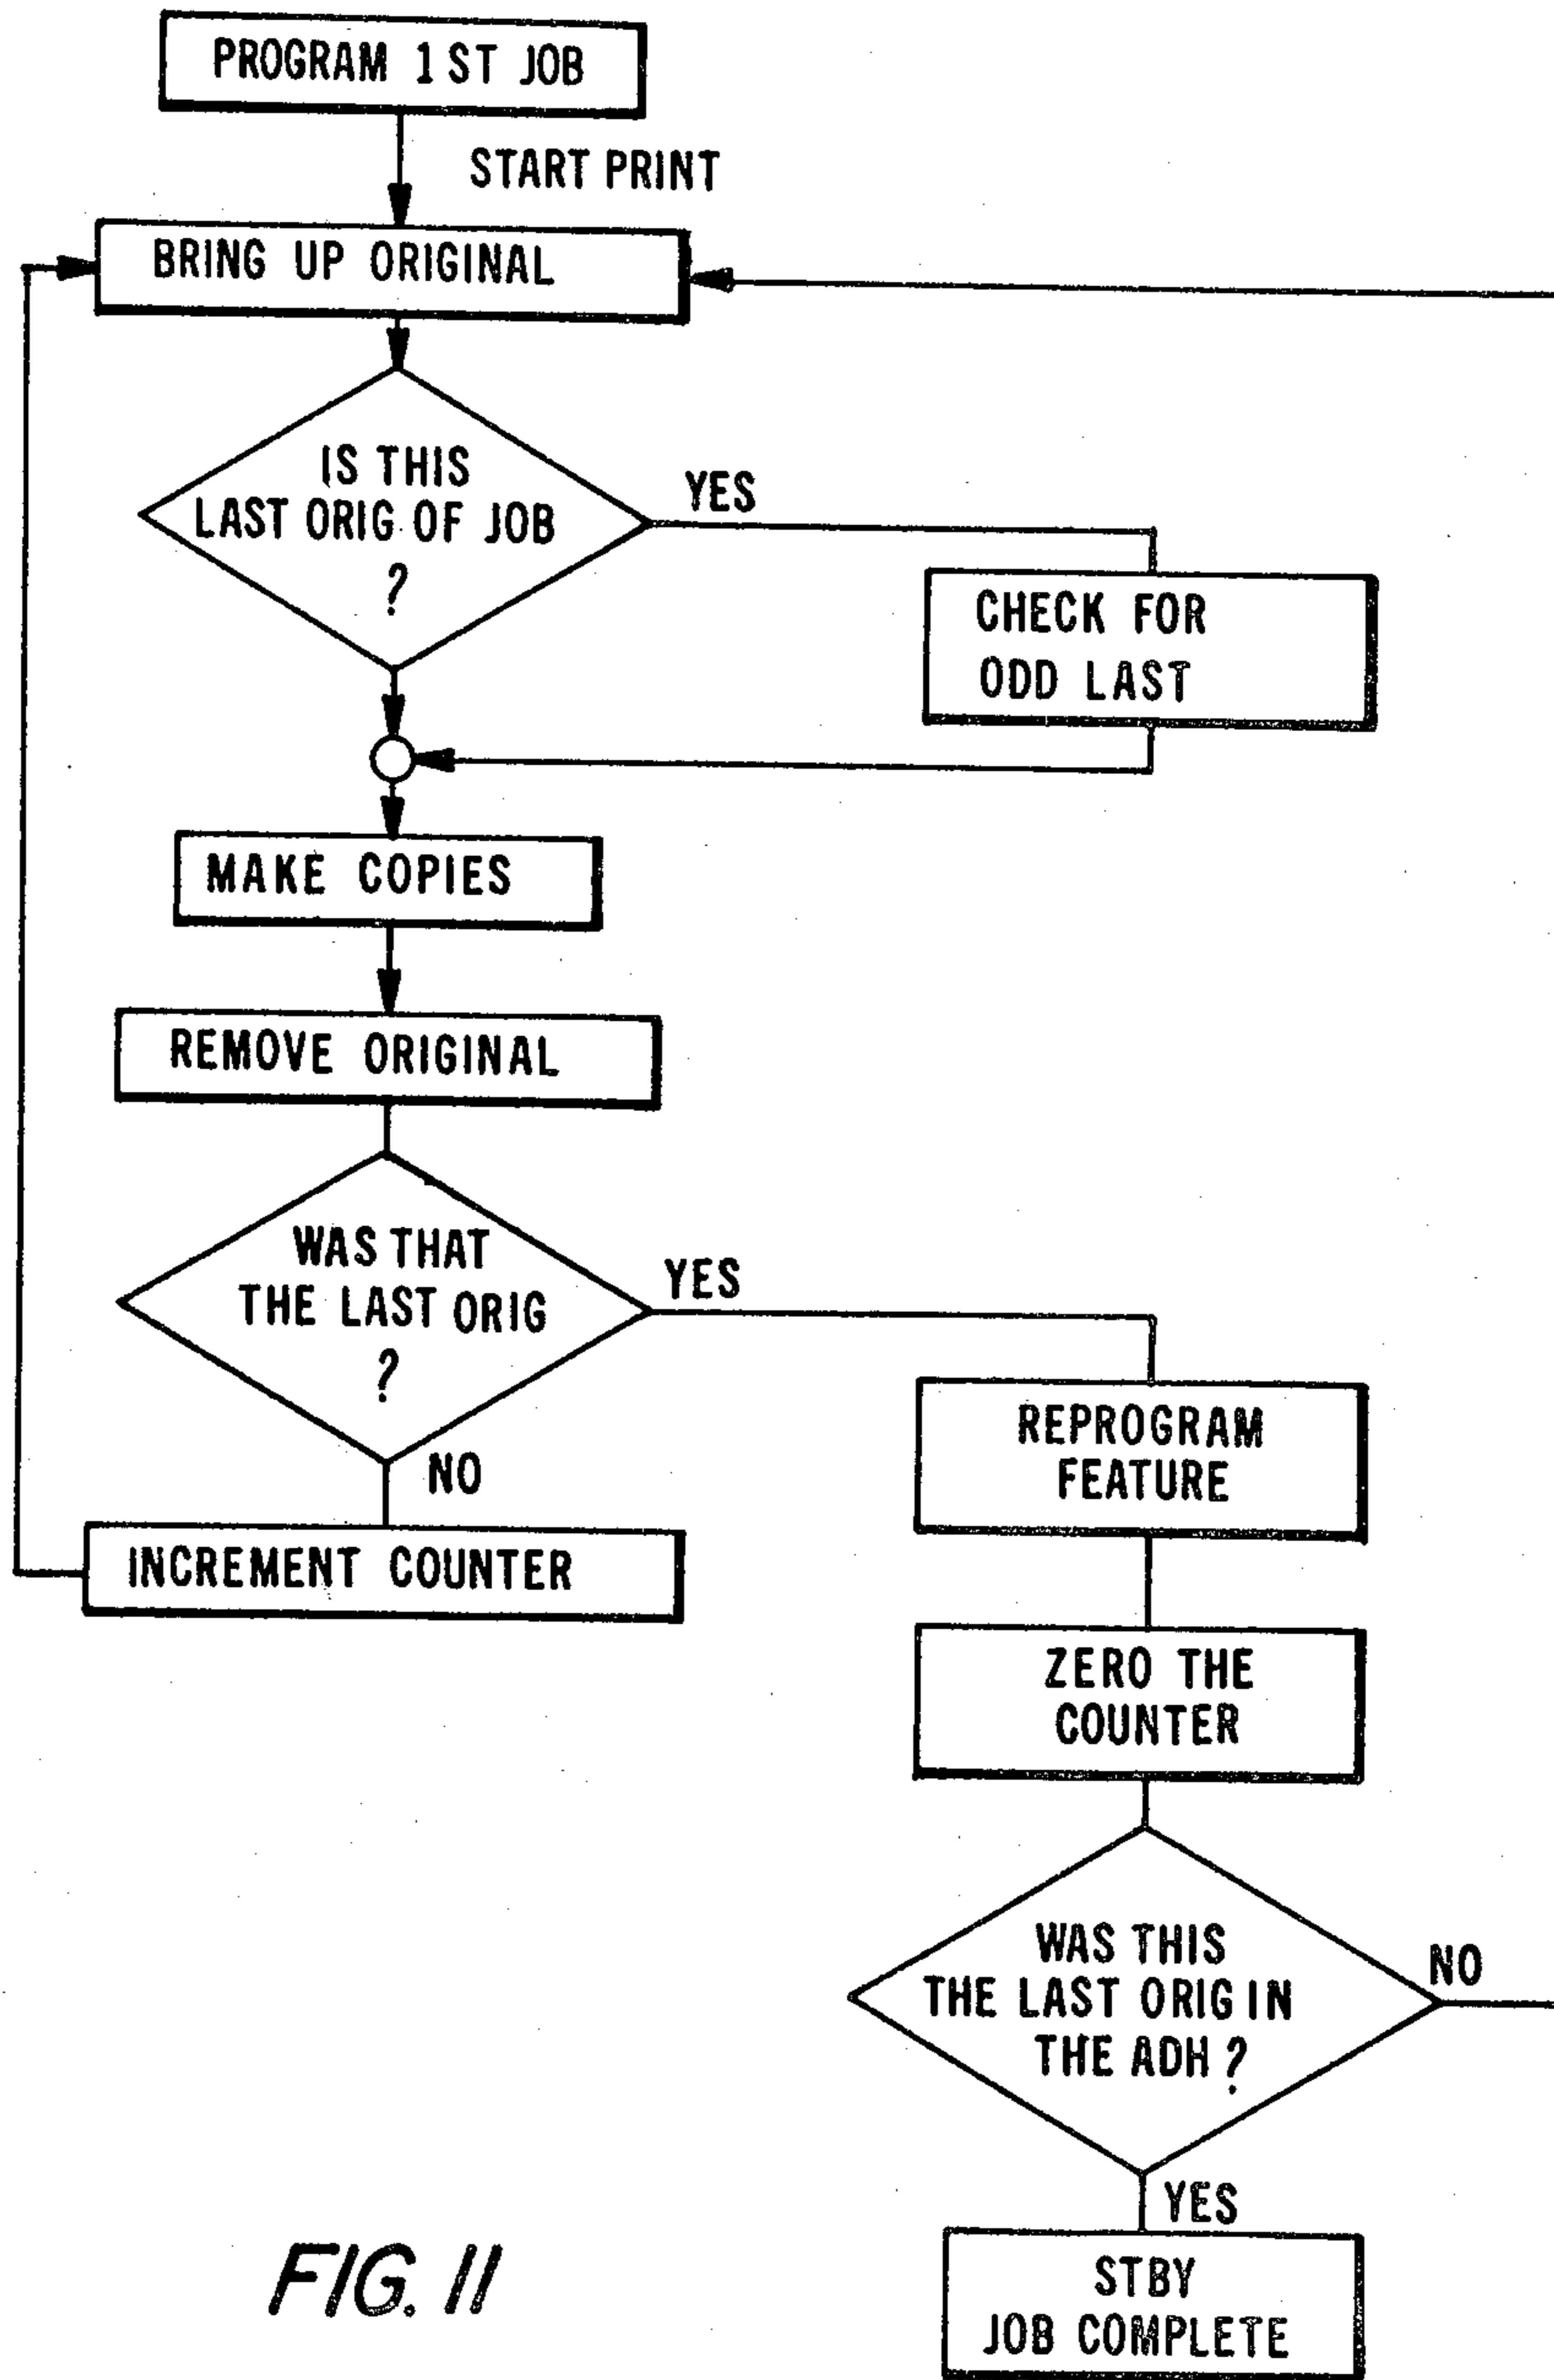 PROGRAM 1ST JOB
START PRINT
BRING UP ORIGINAL
IS THIS
LAST ORIG OF JOB
?
YES
CHECK FOR
ODD LAST
MAKE COPIES
REMOVE ORIGINAL
WAS THAT
THE LAST ORIG
?
YES
NO
REPROGRAM
FEATURE
INCREMENT COUNTER
ZERO THE
COUNTER
WAS THIS
THE LAST ORIG IN
THE ADH ?
NO
YES
STBY
JOB COMPLETE
FIG. 11